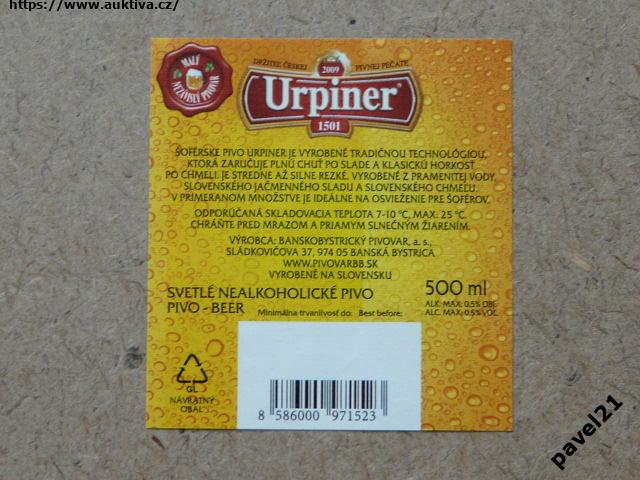 https://www.auktiva.cz/
MALÝ
NEZÁVISLÝ PIVOVAR
DRŽITEĽ ČESKEJ 2009 PIVNEJ PEČATE
Urpiner
1501
ŠOFÉRSKE PIVO URPINER JE VYROBENÉ TRADIČNOU TECHNOLÓGIOU,
KTORÁ ZARUČUJE PLNÚ CHUŤ PO SLADE A KLASICKÚ HORKOSŤ
PO CHMELI. JE STREDNE AŽ SILNE REZKÉ. VYROBENÉ Z PRAMENITEJ VODY,
SLOVENSKÉHO JAČMENNÉHO SLADU A SLOVENSKÉHO CHMEĽU.
V PRIMERANOM MNOŽSTVE JE IDEÁLNE NA OSVIEŽENIE PRE ŠOFÉROV.
ODPORÚČANÁ SKLADOVACIA TEPLOTA 7-10 °C, MAX. 25 °C.
CHRÁŇTE PRED MRAZOM A PRIAMYM SLNEČNÝM ŽIARENÍM.
VÝROBCA: BANSKOBYSTRICKÝ PIVOVAR, a. s.,
SLÁDKOVIČOVA 37, 974 05 BANSKÁ BYSTRICA
WWW.PIVOVARBB.SK
VYROBENÉ NA SLOVENSKU
SVETLÉ NEALKOHOLICKÉ PIVO
PIVO - BEER
500 ml
ALK. MAX. 0,5% OBJ.
ALC. MAX. 0,5% VOL.
Minimálna trvanlivosť do: Best before:
GL
NÁVRATNÝ
OBAL
8 586000 971523
pavel21